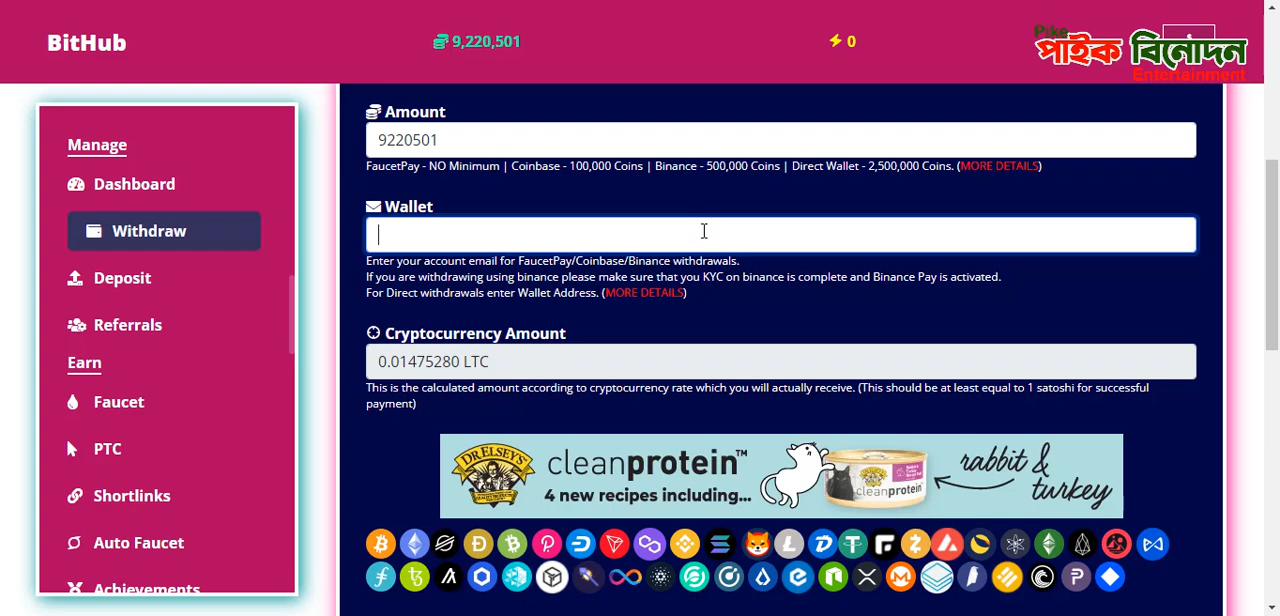 BitHub
9,220,501
0
Pike
পাইক বিনোদন
Entertainment
Manage
Dashboard
Withdraw
Deposit
Referrals
Earn
Faucet
PTC
Shortlinks
Auto Faucet
Achievements
Amount
9220501
FaucetPay - NO Minimum | Coinbase - 100,000 Coins | Binance - 500,000 Coins | Direct Wallet - 2,500,000 Coins. (MORE DETAILS)
Wallet
Enter your account email for FaucetPay/Coinbase/Binance withdrawals.
If you are withdrawing using binance please make sure that you KYC on binance is complete and Binance Pay is activated.
For Direct withdrawals enter Wallet Address. (MORE DETAILS)
Cryptocurrency Amount
0.01475280 LTC
This is the calculated amount according to cryptocurrency rate which you will actually receive. (This should be at least equal to 1 satoshi for successful
payment)
DR.ELSEY'S
cleanprotein™
4 new recipes including...
rabbit &
turkey
cleanprotein